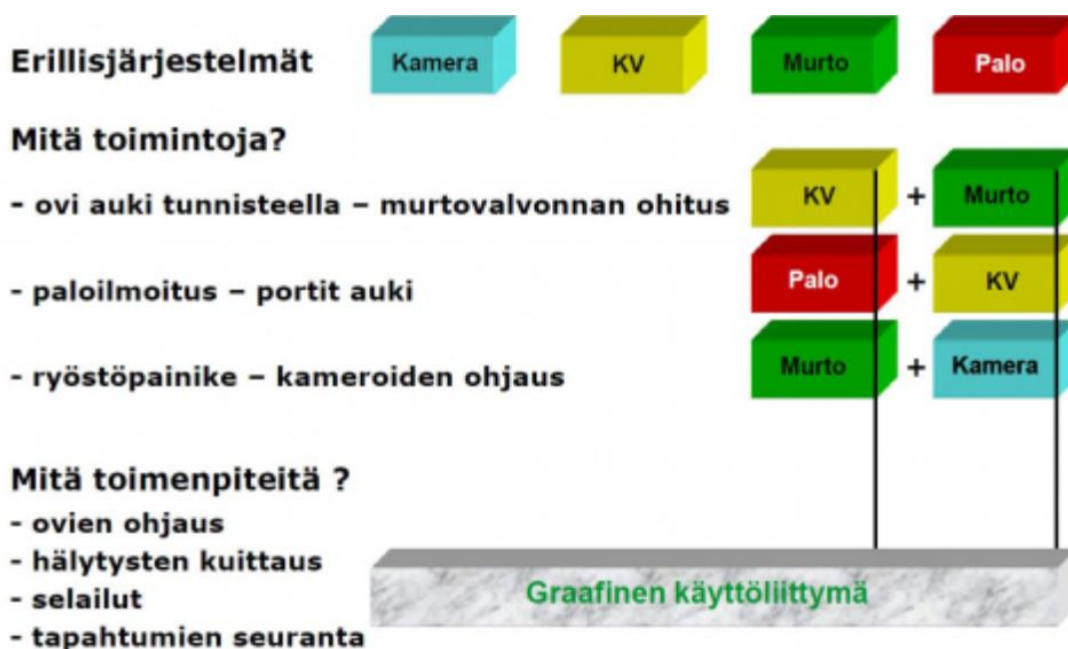 Erillisjärjestelmät Kamera KV Murto Palo
Mitä toimintoja?
- ovi auki tunnisteella – murtovalvonnan ohitus KV + Murto
- paloilmoitus – portit auki Palo + KV
- ryöstöpainike – kameroiden ohjaus Murto + Kamera
Mitä toimenpiteitä ?
- ovien ohjaus
- hälytysten kuittaus
- selailut
- tapahtumien seuranta
Graafinen käyttöliittymä